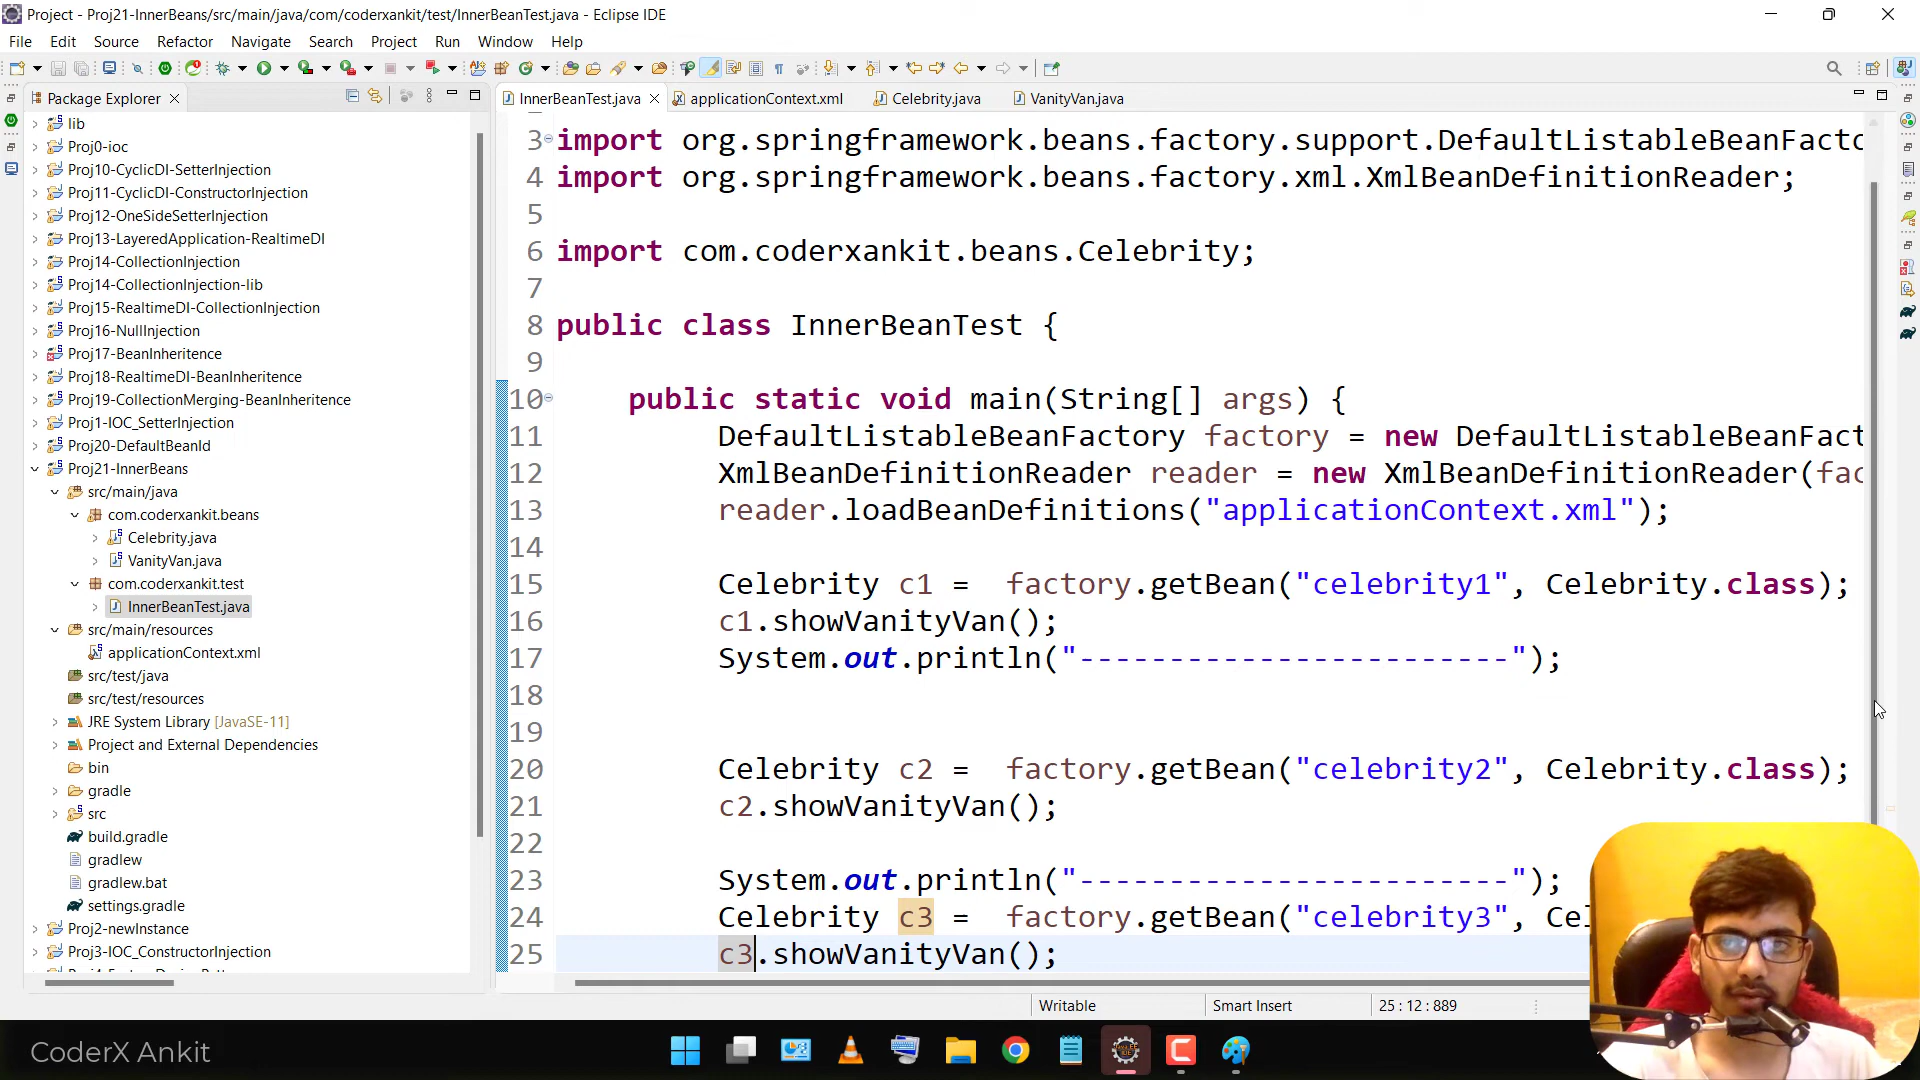 Project - Proj21-InnerBeans/src/main/java/com/coderxankit/test/InnerBeanTest.java - Eclipse IDE
File Edit Source Refactor Navigate Search Project Run Window Help
Package Explorer
InnerBeanTest.java applicationContext.xml Celebrity.java VanityVan.java
lib
Proj0-ioc
Proj10-CyclicDI-SetterInjection
Proj11-CyclicDI-ConstructorInjection
Proj12-OneSideSetterInjection
Proj13-LayeredApplication-RealtimeDI
Proj14-CollectionInjection
Proj14-CollectionInjection-lib
Proj15-RealtimeDI-CollectionInjection
Proj16-NullInjection
Proj17-BeanInheritence
Proj18-RealtimeDI-BeanInheritence
Proj19-CollectionMerging-BeanInheritence
Proj1-IOC_SetterInjection
Proj20-DefaultBeanId
Proj21-InnerBeans
src/main/java
com.coderxankit.beans
Celebrity.java
VanityVan.java
com.coderxankit.test
InnerBeanTest.java
src/main/resources
applicationContext.xml
src/test/java
src/test/resources
JRE System Library [JavaSE-11]
Project and External Dependencies
bin
gradle
src
build.gradle
gradlew
gradlew.bat
settings.gradle
Proj2-newInstance
Proj3-IOC_ConstructorInjection
3 import org.springframework.beans.factory.support.DefaultListableBeanFacto
4 import org.springframework.beans.factory.xml.XmlBeanDefinitionReader;
5
6 import com.coderxankit.beans.Celebrity;
7
8 public class InnerBeanTest {
9
10 public static void main(String[] args) {
11 DefaultListableBeanFactory factory = new DefaultListableBeanFact
12 XmlBeanDefinitionReader reader = new XmlBeanDefinitionReader(fac
13 reader.loadBeanDefinitions("applicationContext.xml");
14
15 Celebrity c1 =  factory.getBean("celebrity1", Celebrity.class);
16 c1.showVanityVan();
17 System.out.println("------------------------");
18
19
20 Celebrity c2 =  factory.getBean("celebrity2", Celebrity.class);
21 c2.showVanityVan();
22
23 System.out.println("------------------------");
24 Celebrity c3 =  factory.getBean("celebrity3", Cel
25 c3.showVanityVan();
Writable Smart Insert 25 : 12 : 889
CoderX Ankit